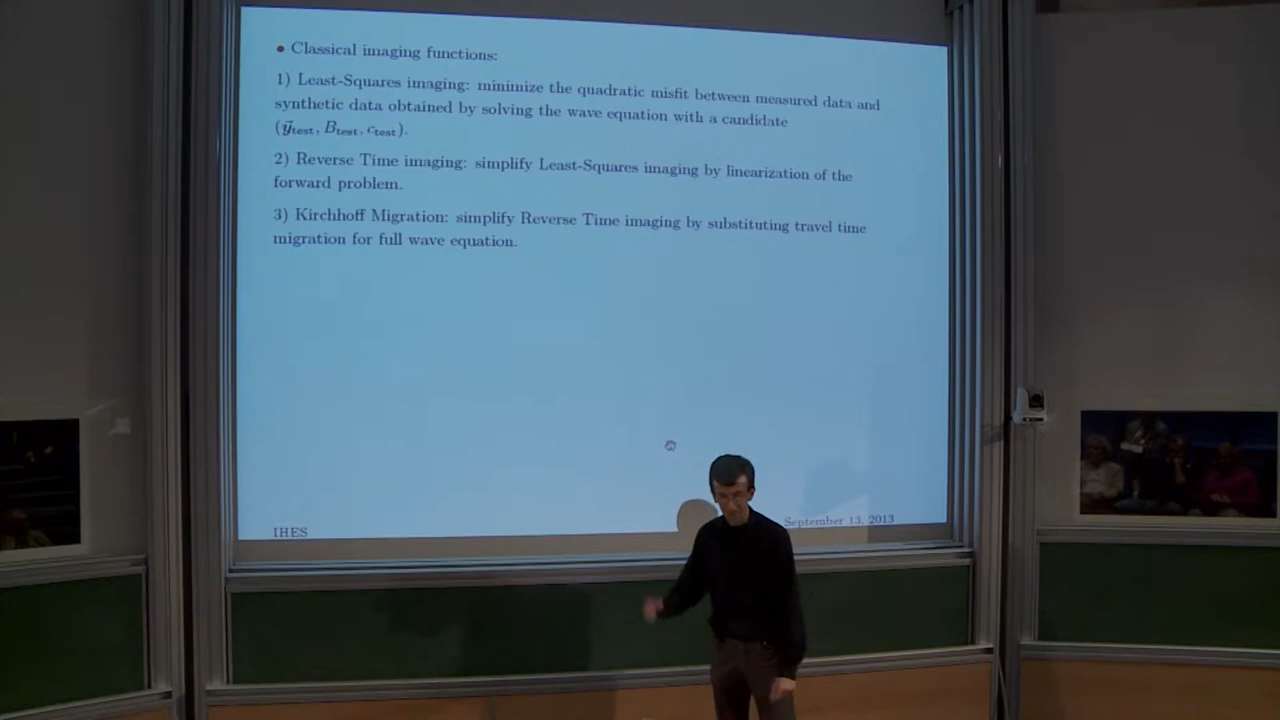 • Classical imaging functions:
1) Least-Squares imaging: minimize the quadratic misfit between measured data and
synthetic data obtained by solving the wave equation with a candidate
(y⃗test, Btest, ctest).
2) Reverse Time imaging: simplify Least-Squares imaging by linearization of the
forward problem.
3) Kirchhoff Migration: simplify Reverse Time imaging by substituting travel time
migration for full wave equation.
IHES
September 13, 2013